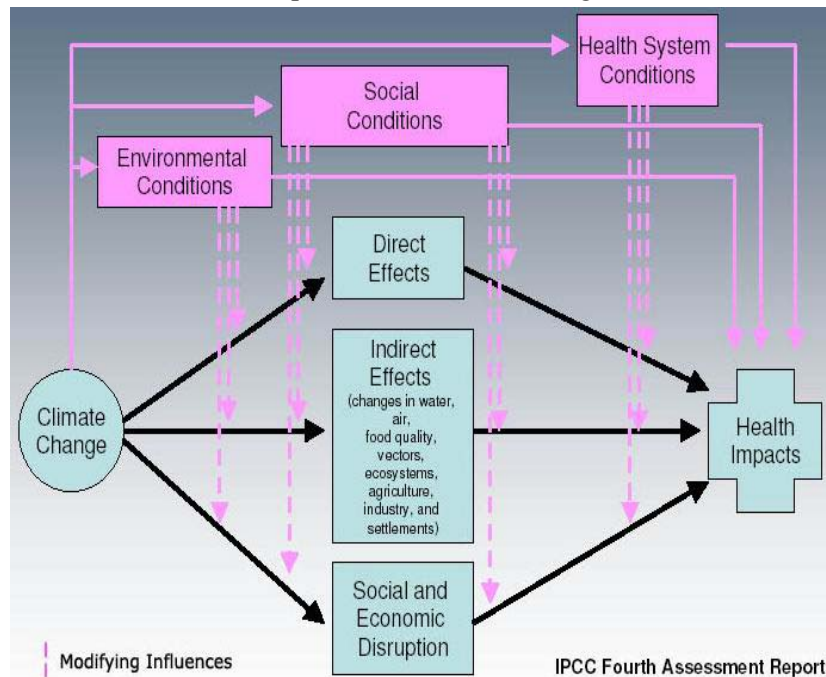 Health System
Conditions
Social
Conditions
Environmental
Conditions
Direct
Effects
Indirect
Effects
(changes in water,
air,
food quality,
vectors,
ecosystems,
agriculture,
industry, and
settlements)
Climate
Change
Health
Impacts
Social and
Economic
Disruption
Modifying Influences
IPCC Fourth Assessment Report